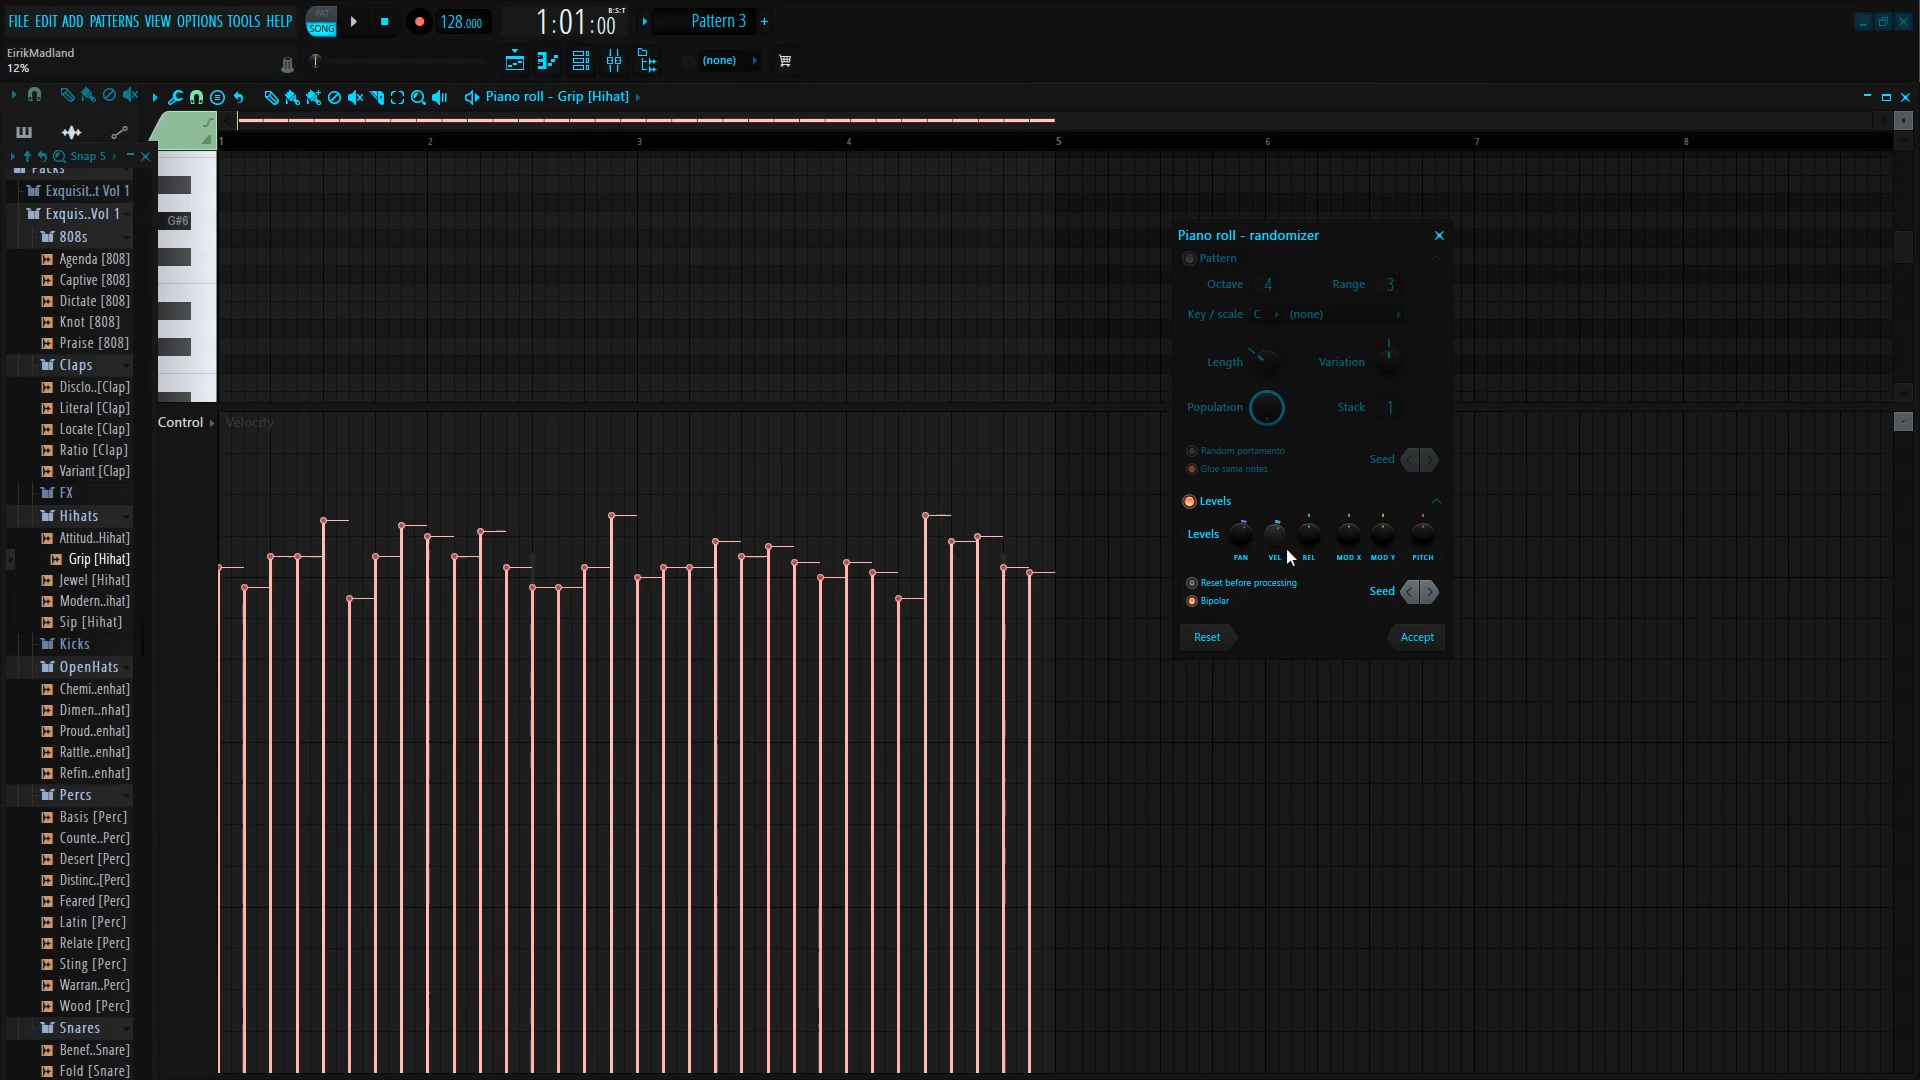 FILE EDIT ADD PATTERNS VIEW OPTIONS TOOLS HELP
PAT
SONG
128.000
1:01:00
B:S:T
Pattern 3 +
EirikMadland
12%
(none)
Piano roll - Grip [Hihat]
1 2 3 4 5 6 7 8
Snap 5
Packs
Exquisit..t Vol 1
Exquis..Vol 1
808s
Agenda [808]
Captive [808]
Dictate [808]
Knot [808]
Praise [808]
Claps
Disclo..[Clap]
Literal [Clap]
Locate [Clap]
Ratio [Clap]
Variant [Clap]
FX
Hihats
Attitud..Hihat]
Grip [Hihat]
Jewel [Hihat]
Modern..ihat]
Sip [Hihat]
Kicks
OpenHats
Chemi..enhat]
Dimen..nhat]
Proud..enhat]
Rattle..enhat]
Refin..enhat]
Percs
Basis [Perc]
Counte..Perc]
Desert [Perc]
Distinc..[Perc]
Feared [Perc]
Latin [Perc]
Relate [Perc]
Sting [Perc]
Warran..Perc]
Wood [Perc]
Snares
Benef..Snare]
Fold [Snare]
G#6
Control
Velocity
Piano roll - randomizer
Pattern
Octave 4 Range 3
Key / scale C (none)
Length Variation
Population Stack 1
Random portamento
Glue same notes
Seed
Levels
Levels
PAN VEL REL MOD X MOD Y PITCH
Reset before processing
Bipolar
Seed
Reset Accept